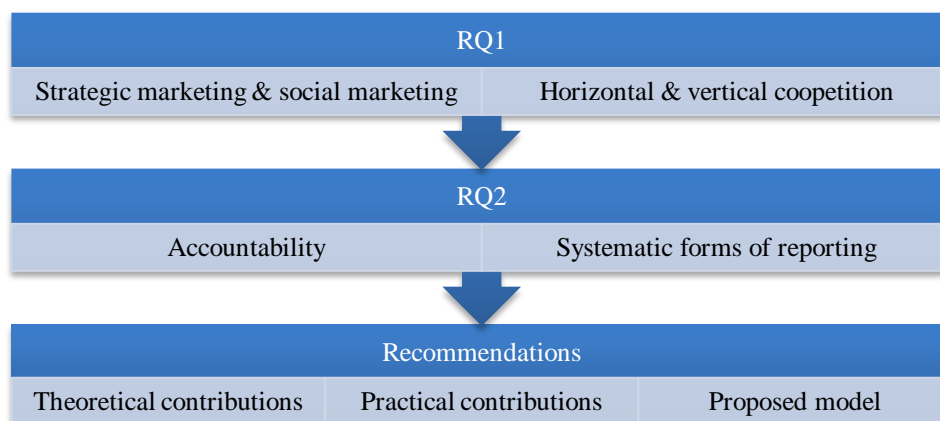 RQ1
Strategic marketing & social marketing
Horizontal & vertical coopetition
RQ2
Accountability
Systematic forms of reporting
Recommendations
Theoretical contributions
Practical contributions
Proposed model